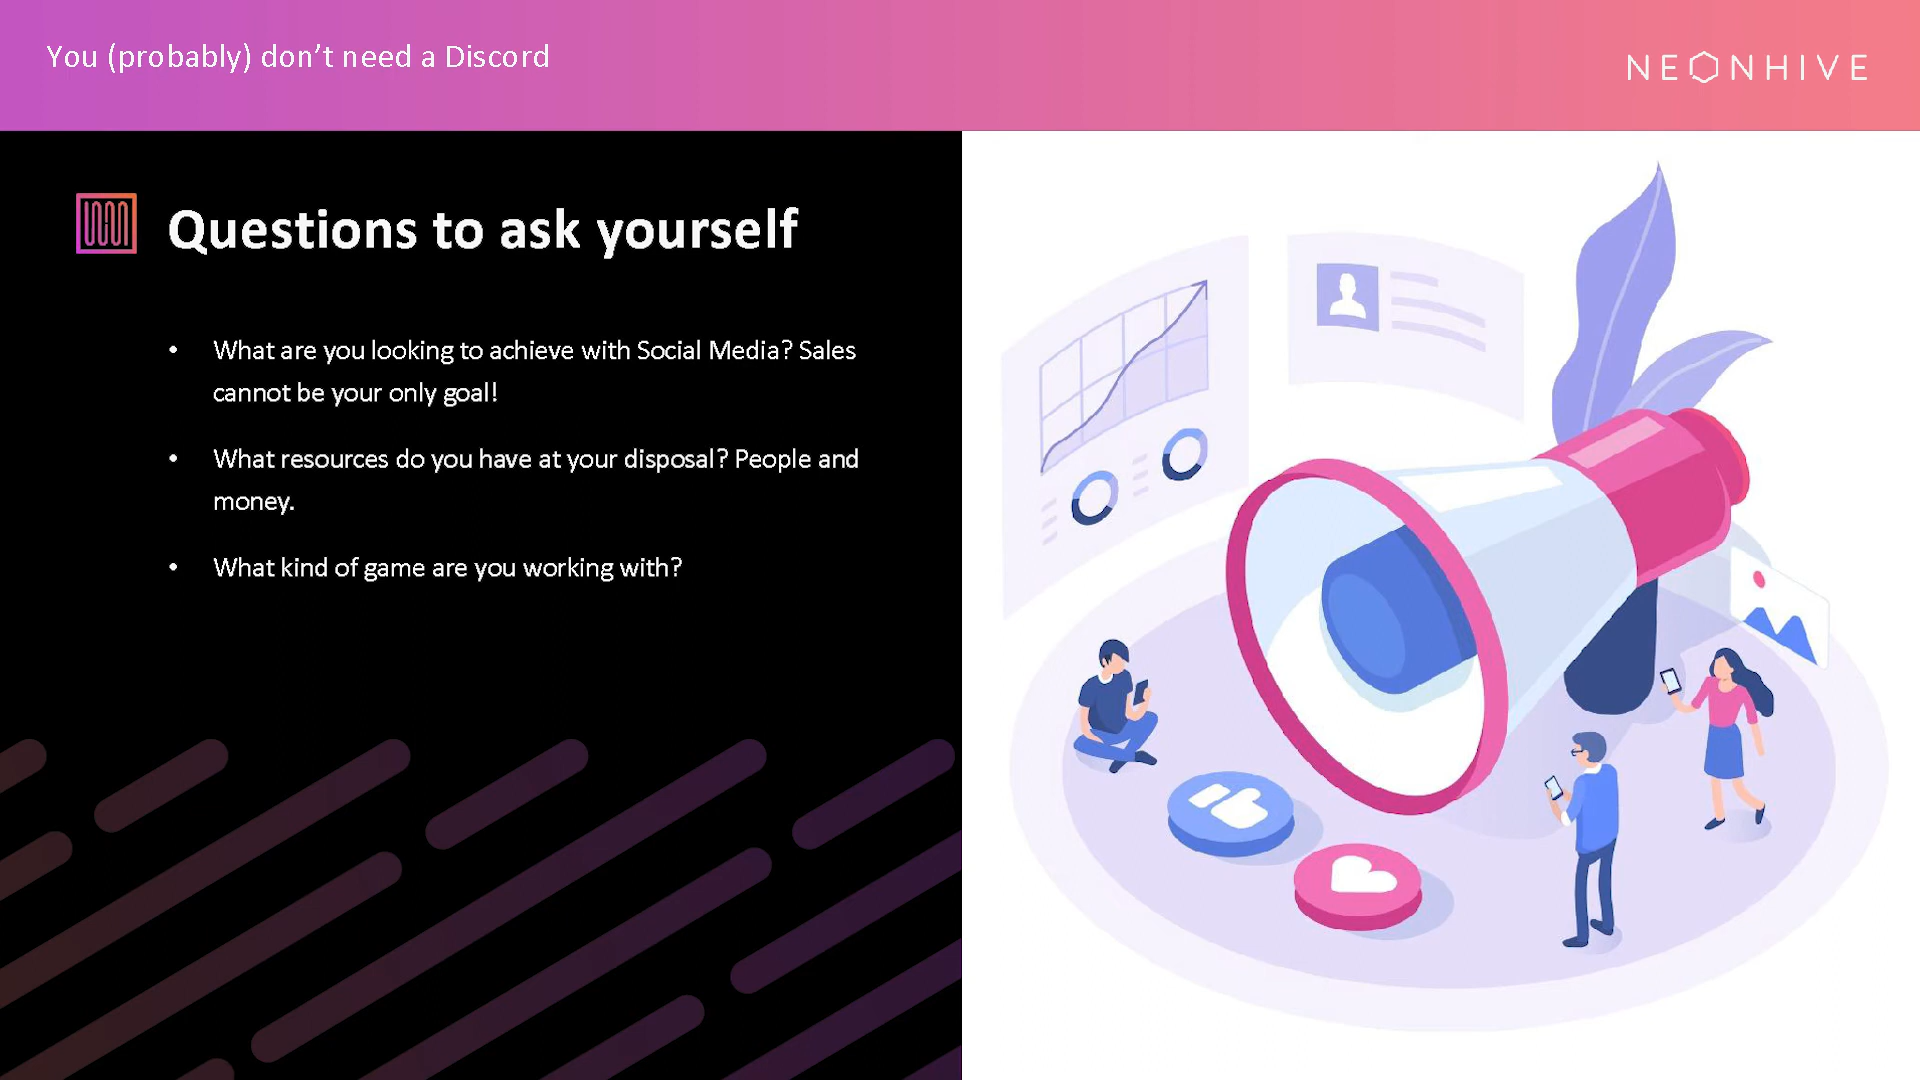 You (probably) don’t need a Discord
NEONHIVE
Questions to ask yourself
• What are you looking to achieve with Social Media? Sales
cannot be your only goal!
• What resources do you have at your disposal? People and
money.
• What kind of game are you working with?